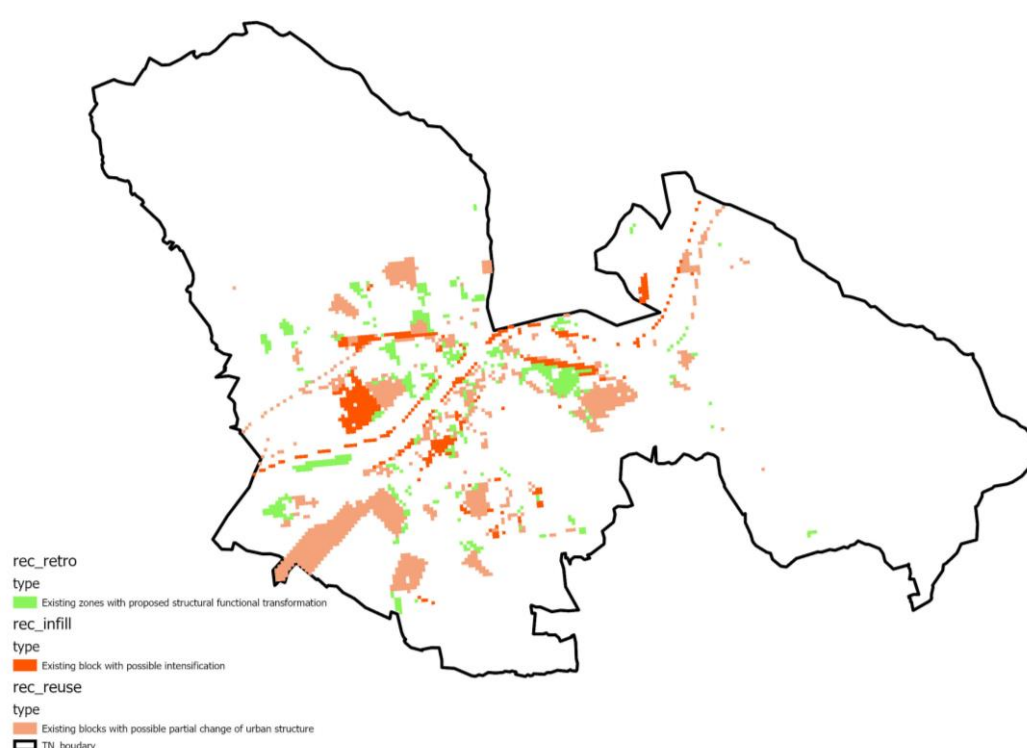 rec_retro
type
Existing zones with proposed structural functional transformation
rec_infill
type
Existing block with possible intensification
rec_reuse
type
Existing blocks with possible partial change of urban structure
TN_boudary